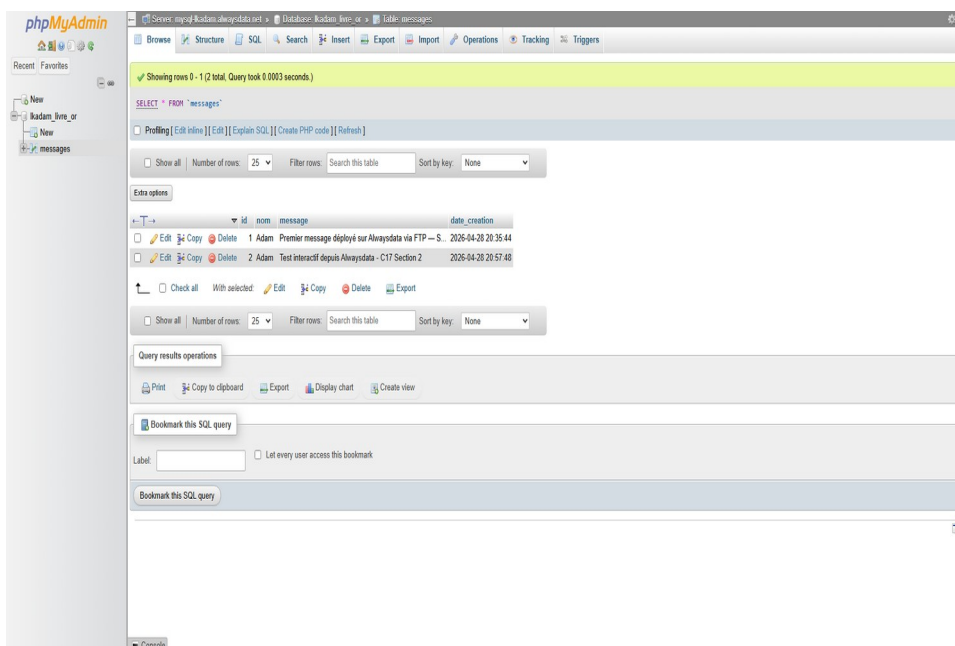 phpMyAdmin
Recent Favorites
New
lkadam_livre_or
New
messages
Server: mysql-lkadam.alwaysdata.net » Database: lkadam_livre_or » Table: messages
Browse Structure SQL Search Insert Export Import Operations Tracking Triggers
Showing rows 0 - 1 (2 total, Query took 0.0003 seconds.)
SELECT * FROM `messages`
Profiling [ Edit inline ] [ Edit ] [ Explain SQL ] [ Create PHP code ] [ Refresh ]
Show all | Number of rows: 25 Filter rows: Search this table Sort by key: None
Extra options
←T→ id nom message date_creation
Edit Copy Delete 1 Adam Premier message déployé sur Alwaysdata via FTP — S... 2026-04-28 20:35:44
Edit Copy Delete 2 Adam Test interactif depuis Alwaysdata - C17 Section 2 2026-04-28 20:57:48
Check all With selected: Edit Copy Delete Export
Show all | Number of rows: 25 Filter rows: Search this table Sort by key: None
Query results operations
Print Copy to clipboard Export Display chart Create view
Bookmark this SQL query
Label: Let every user access this bookmark
Bookmark this SQL query
Console